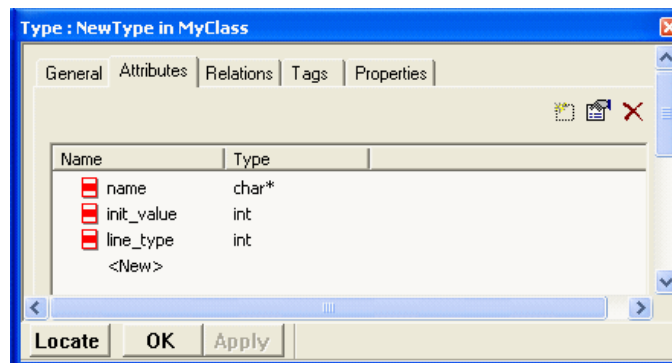 Type : NewType in MyClass
General Attributes Relations Tags Properties
Name Type
name char*
init_value int
line_type int
<New>
Locate OK Apply